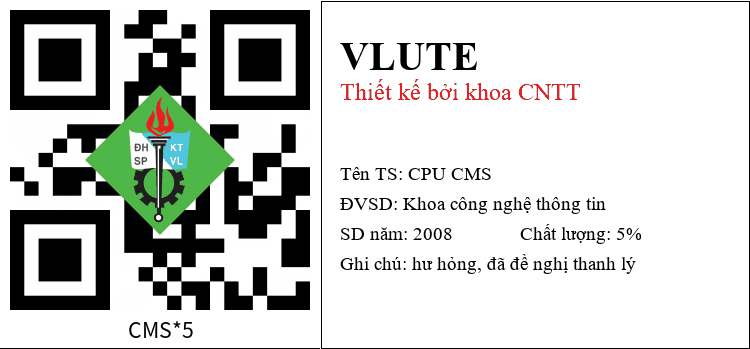 ĐH KT
SP VL
CMS*5
VLUTE
Thiết kế bởi khoa CNTT
Tên TS: CPU CMS
ĐVSD: Khoa công nghệ thông tin
SD năm: 2008 Chất lượng: 5%
Ghi chú: hư hỏng, đã đề nghị thanh lý